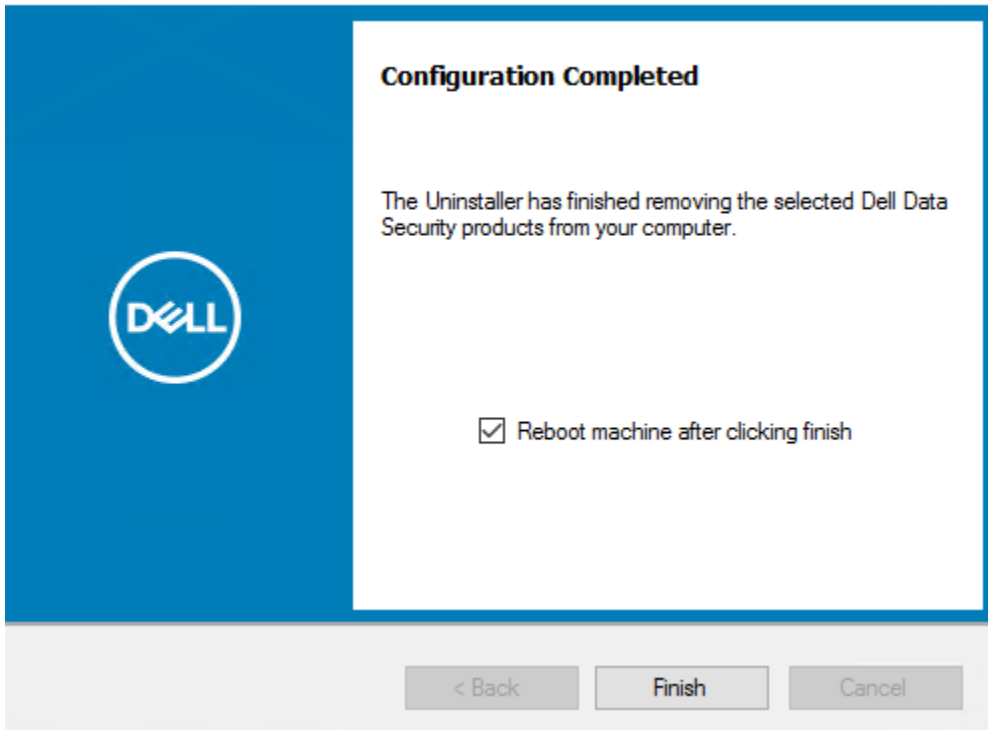 Configuration Completed
The Uninstaller has finished removing the selected Dell Data
Security products from your computer.
DELL
Reboot machine after clicking finish
< Back
Finish
Cancel